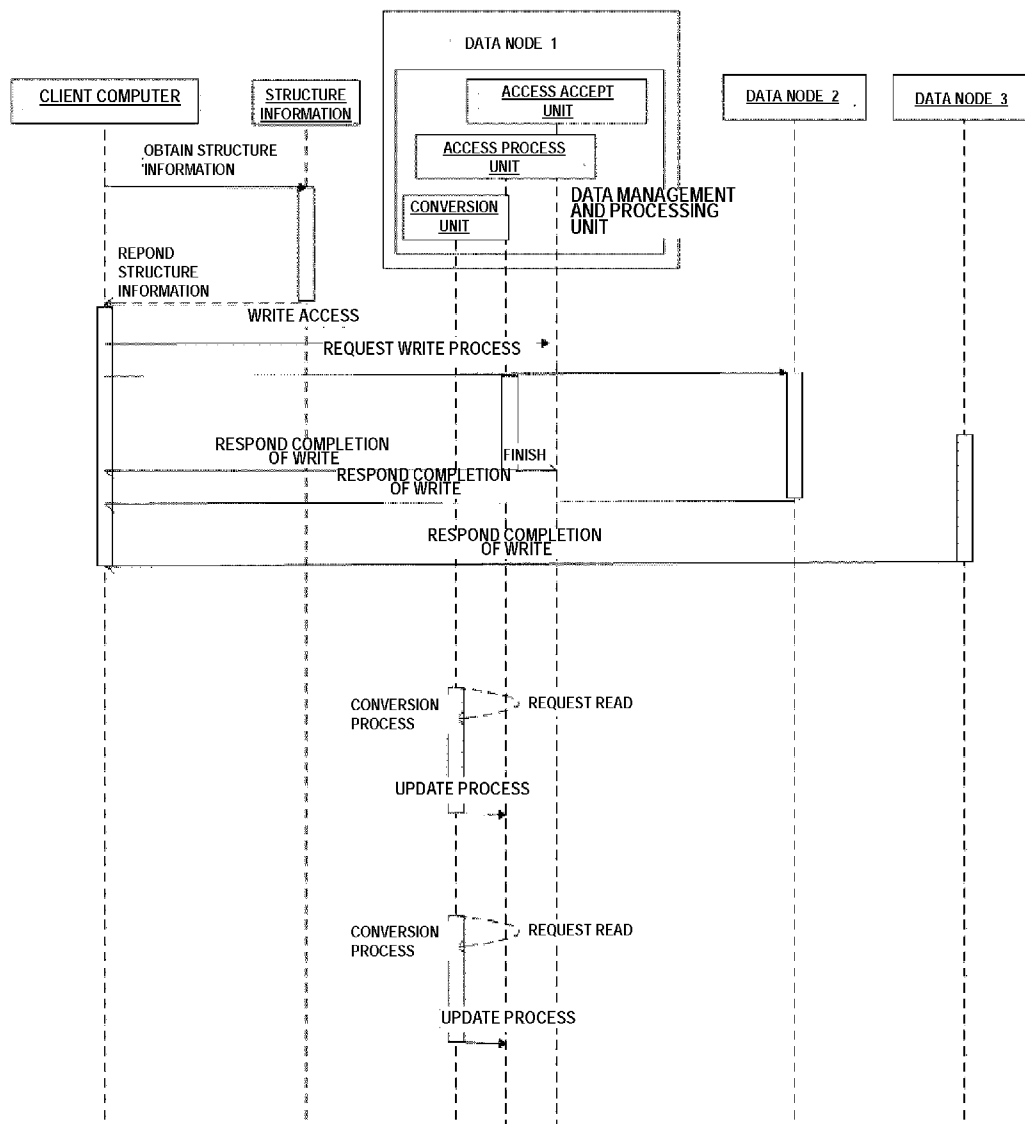 DATA NODE 1
CLIENT COMPUTER
STRUCTURE
INFORMATION
ACCESS ACCEPT
UNIT
DATA NODE 2
DATA NODE 3
ACCESS PROCESS
UNIT
OBTAIN STRUCTURE
INFORMATION
DATA MANAGEMENT
AND PROCESSING
UNIT
CONVERSION
UNIT
REPOND
STRUCTURE
INFORMATION
WRITE ACCESS
REQUEST WRITE PROCESS
RESPOND COMPLETION
OF WRITE
FINISH
RESPOND COMPLETION
OF WRITE
RESPOND COMPLETION
OF WRITE
CONVERSION
PROCESS
REQUEST READ
UPDATE PROCESS
CONVERSION
PROCESS
REQUEST READ
UPDATE PROCESS